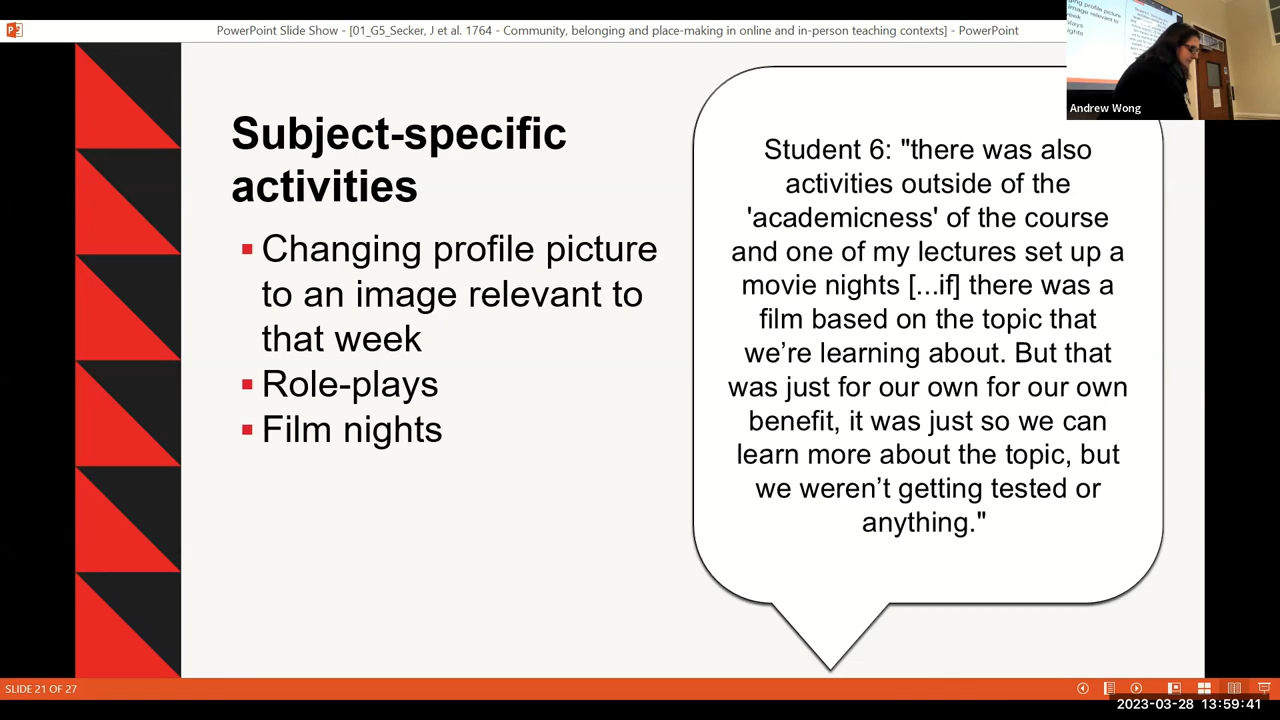 PowerPoint Slide Show - [01_G5_Secker, J_et al. 1764 - Community, belonging and place-making in online and in-person teaching contexts] - PowerPoint
Andrew Wong
Subject-specific
activities
Changing profile picture
to an image relevant to
that week
Role-plays
Film nights
Student 6: "there was also
activities outside of the
'academicness' of the course
and one of my lectures set up a
movie nights [...if] there was a
film based on the topic that
we’re learning about. But that
was just for our own for our own
benefit, it was just so we can
learn more about the topic, but
we weren’t getting tested or
anything."
SLIDE 21 OF 27
2023-03-28 13:59:41